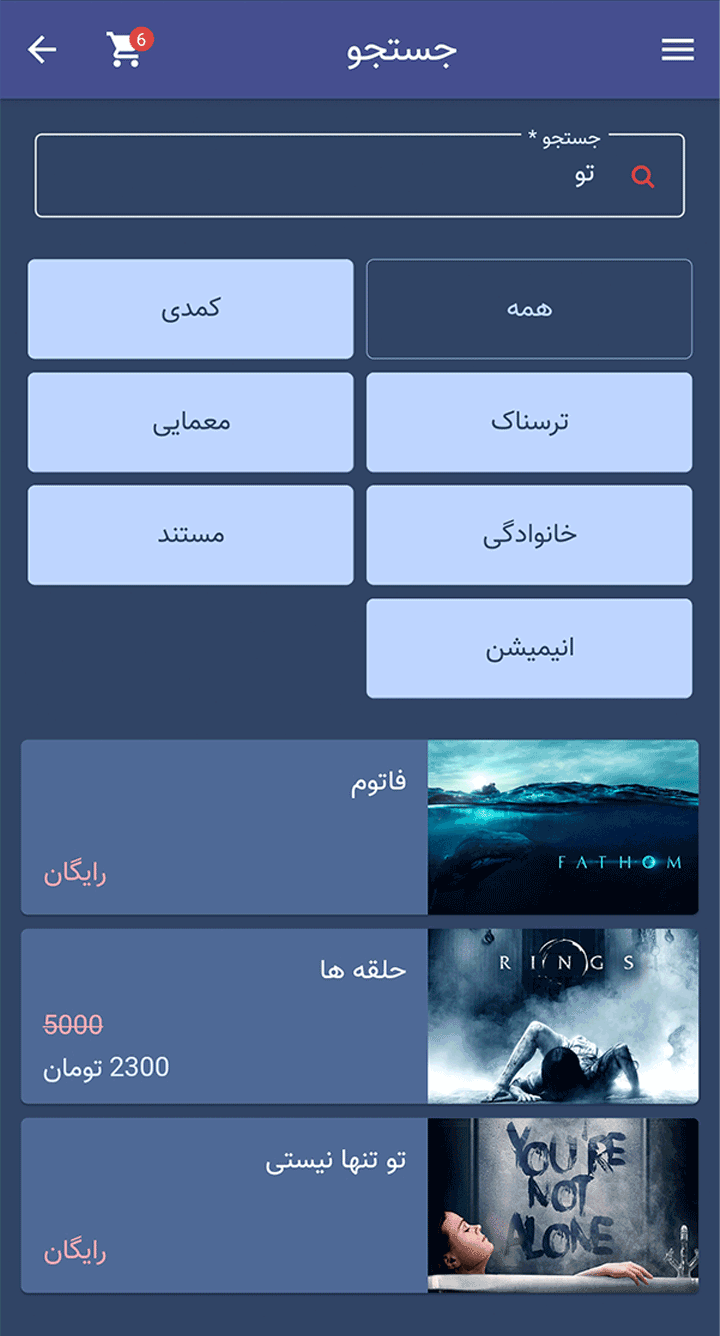 جستجو
6
جستجو *
تو
همه
کمدی
ترسناک
معمایی
خانوادگی
مستند
انیمیشن
فاتوم
رایگان
FATHOM
حلقه ها
5000
2300 تومان
RINGS
تو تنها نیستی
رایگان
YOU'RE
NOT
ALONE